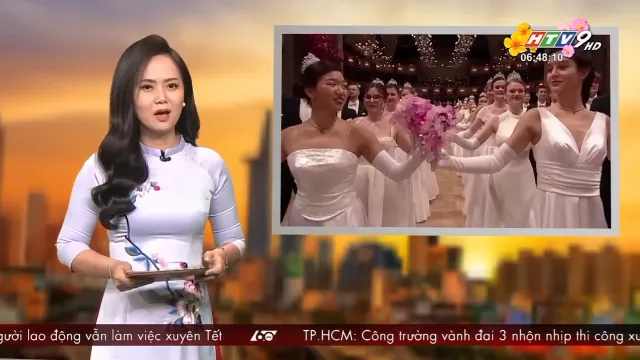 HTV9 HD
06:48:10
gười lao động vẫn làm việc xuyên Tết
TP.HCM: Công trường vành đai 3 nhộn nhịp thi công xu